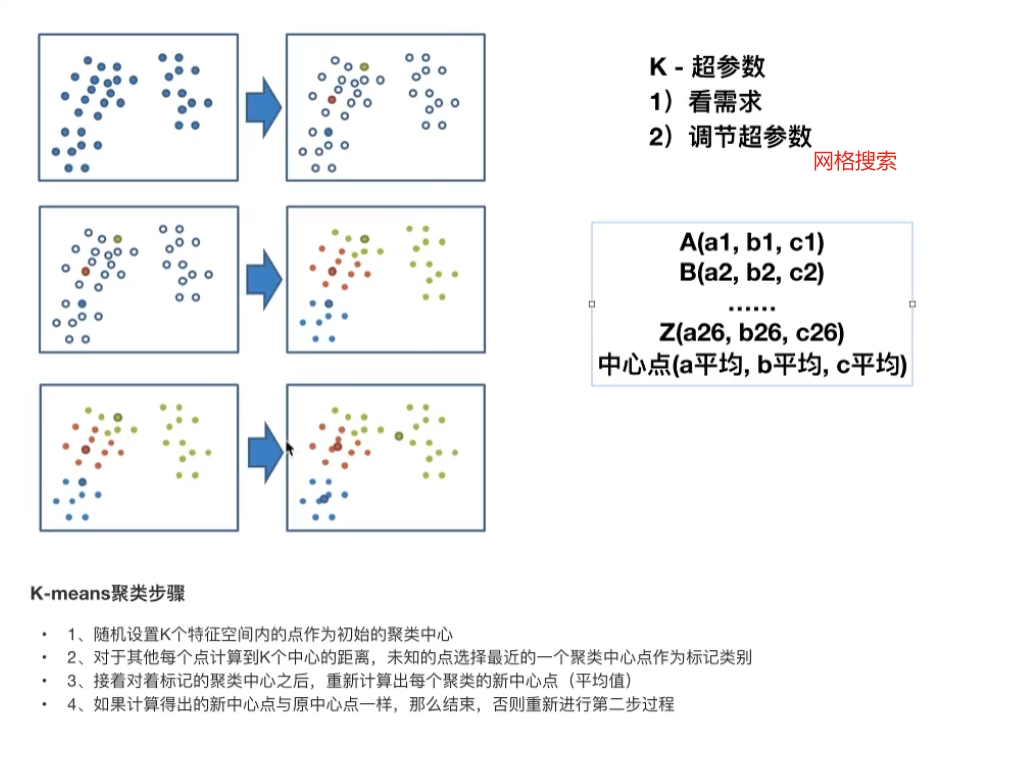 K - 超参数
1）看需求
2）调节超参数
网格搜索
A(a1, b1, c1)
B(a2, b2, c2)
……
Z(a26, b26, c26)
中心点(a平均, b平均, c平均)
K-means聚类步骤
• 1、随机设置K个特征空间内的点作为初始的聚类中心
• 2、对于其他每个点计算到K个中心的距离，未知的点选择最近的一个聚类中心点作为标记类别
• 3、接着对着标记的聚类中心之后，重新计算出每个聚类的新中心点（平均值）
• 4、如果计算得出的新中心点与原中心点一样，那么结束，否则重新进行第二步过程